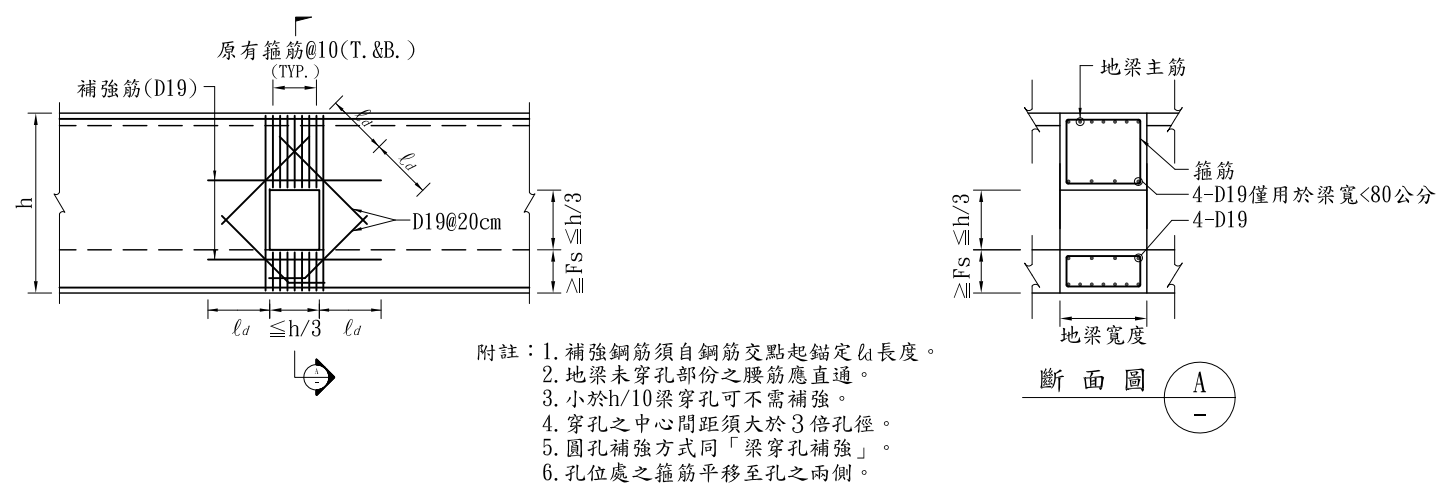 原有箍筋@10(T.&B.)
(TYP.)
補強筋(D19)
ℓd
ℓd
h
D19@20cm
≦h/3
≧Fs
ℓd
≦h/3
ℓd
A
-
地梁主筋
箍筋
4-D19僅用於梁寬<80公分
4-D19
≦h/3
≧Fs
地梁寬度
斷面圖
A
-
附註：1.補強鋼筋須自鋼筋交點起錨定ℓd長度。
2.地梁未穿孔部份之腰筋應直通。
3.小於h/10梁穿孔可不需補強。
4.穿孔之中心間距須大於3倍孔徑。
5.圓孔補強方式同「梁穿孔補強」。
6.孔位處之箍筋平移至孔之兩側。